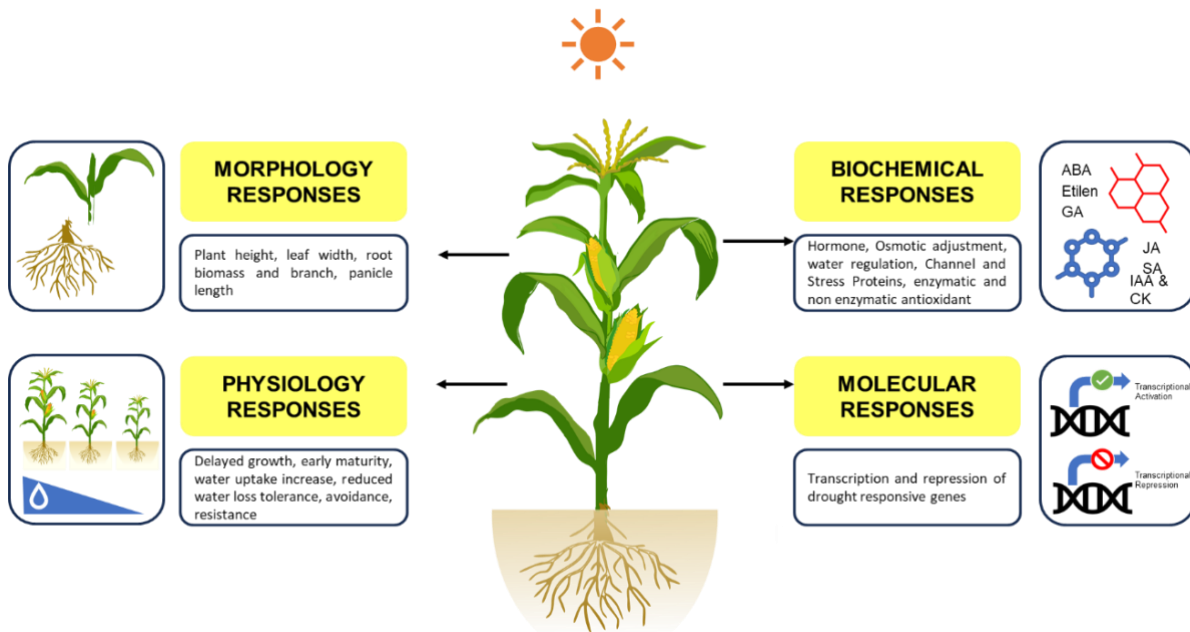 MORPHOLOGY
RESPONSES
Plant height, leaf width, root
biomass and branch, panicle
length
PHYSIOLOGY
RESPONSES
Delayed growth, early maturity,
water uptake increase, reduced
water loss tolerance, avoidance,
resistance
BIOCHEMICAL
RESPONSES
Hormone, Osmotic adjustment,
water regulation, Channel and
Stress Proteins, enzymatic and
non enzymatic antioxidant
ABA
Etilen
GA
JA
SA
IAA &
CK
MOLECULAR
RESPONSES
Transcription and repression of
drought responsive genes
Transcriptional
Activation
Transcriptional
Repression